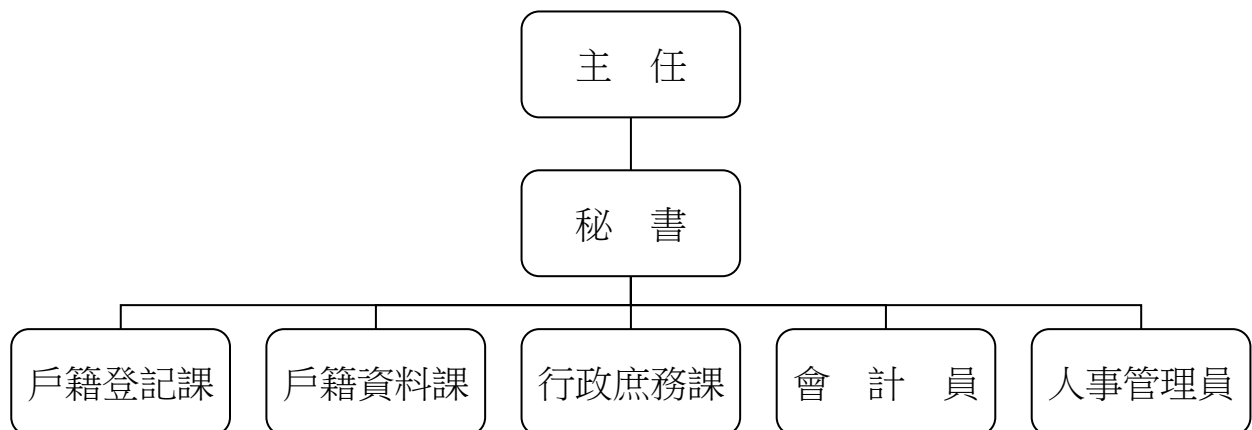 主　任
秘　書
戶籍登記課
戶籍資料課
行政庶務課
會　計　員
人事管理員